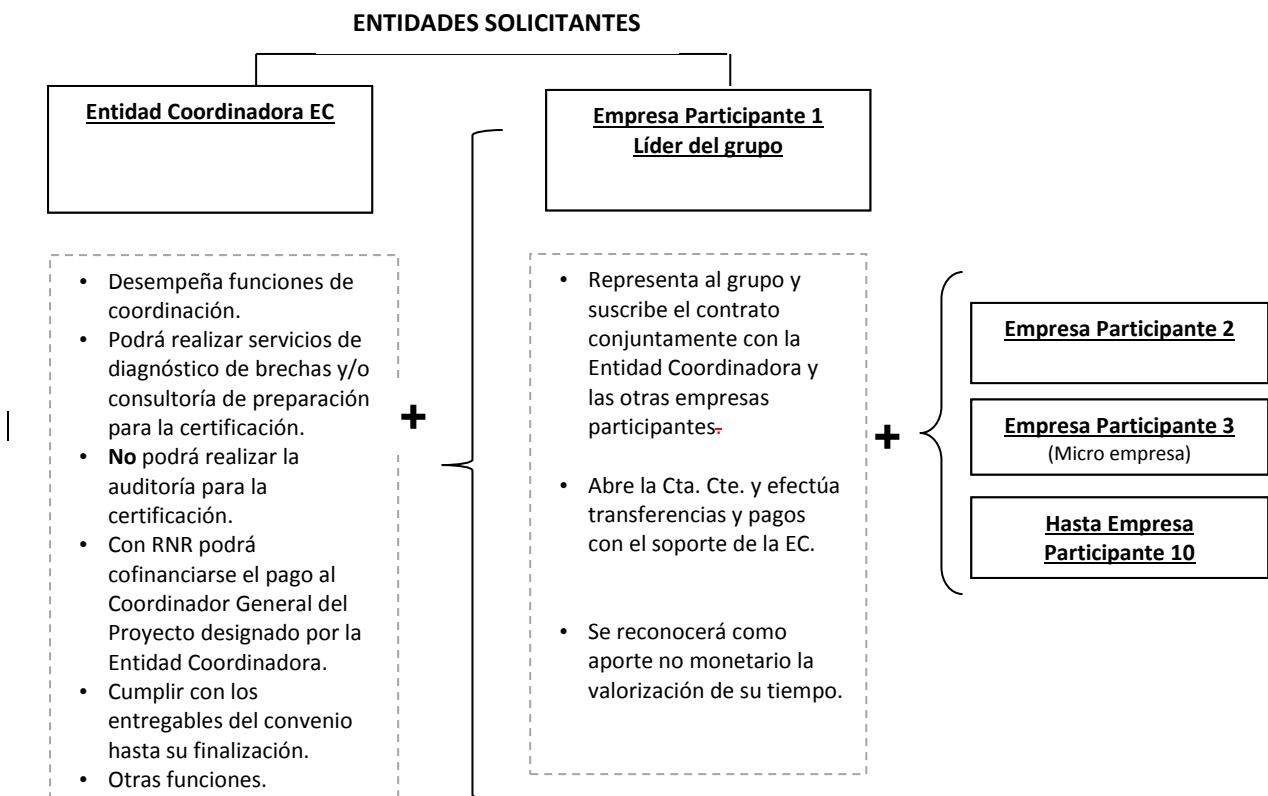 ENTIDADES SOLICITANTES
Entidad Coordinadora EC
• Desempeña funciones de
coordinación.
• Podrá realizar servicios de
diagnóstico de brechas y/o
consultoría de preparación
para la certificación.
• No podrá realizar la
auditoría para la
certificación.
• Con RNR podrá
cofinanciarse el pago al
Coordinador General del
Proyecto designado por la
Entidad Coordinadora.
• Cumplir con los
entregables del convenio
hasta su finalización.
• Otras funciones.
+
Empresa Participante 1
Líder del grupo
• Representa al grupo y
suscribe el contrato
conjuntamente con la
Entidad Coordinadora y
las otras empresas
participantes.
• Abre la Cta. Cte. y efectúa
transferencias y pagos
con el soporte de la EC.
• Se reconocerá como
aporte no monetario la
valorización de su tiempo.
+
Empresa Participante 2
Empresa Participante 3
(Micro empresa)
Hasta Empresa
Participante 10